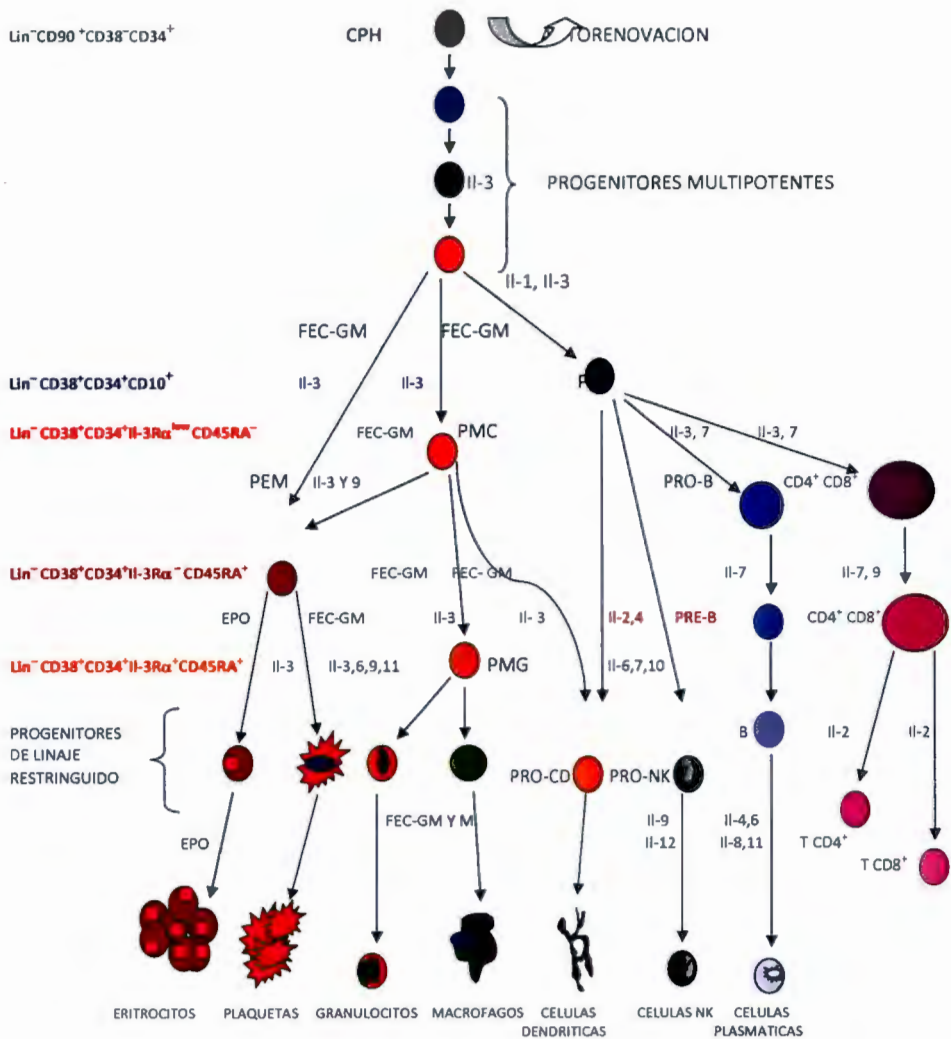 Lin⁻CD90⁺CD38⁻CD34⁺
CPH
TORENOVACION
Il-3
PROGENITORES MULTIPOTENTES
Il-1, Il-3
FEC-GM
FEC-GM
Lin⁻CD38⁺CD34⁺CD10⁺
Il-3
Il-3
P
Lin⁻CD38⁺CD34⁺Il-3Rα^low CD45RA⁻
FEC-GM
PMC
Il-3, 7
Il-3, 7
PEM
Il-3 Y 9
PRO-B
CD4⁺ CD8⁺
Lin⁻CD38⁺CD34⁺Il-3Rα⁻CD45RA⁺
FEC-GM
FEC- GM
Il-7
Il-7, 9
EPO
FEC-GM
Il-3
Il- 3
Il-2,4
PRE-B
CD4⁺ CD8⁺
Lin⁻CD38⁺CD34⁺Il-3Rα⁺CD45RA⁺
Il-3
Il-3,6,9,11
PMG
Il-6,7,10
PROGENITORES
DE LINAJE
RESTRINGUIDO
B
Il-2
Il-2
PRO-CD
PRO-NK
EPO
FEC-GM Y M
Il-9
Il-12
Il-4,6
Il-8,11
T CD4⁺
T CD8⁺
ERITROCITOS
PLAQUETAS
GRANULOCITOS
MACROFAGOS
CELULAS
DENDRITICAS
CELULAS NK
CELULAS
PLASMATICAS